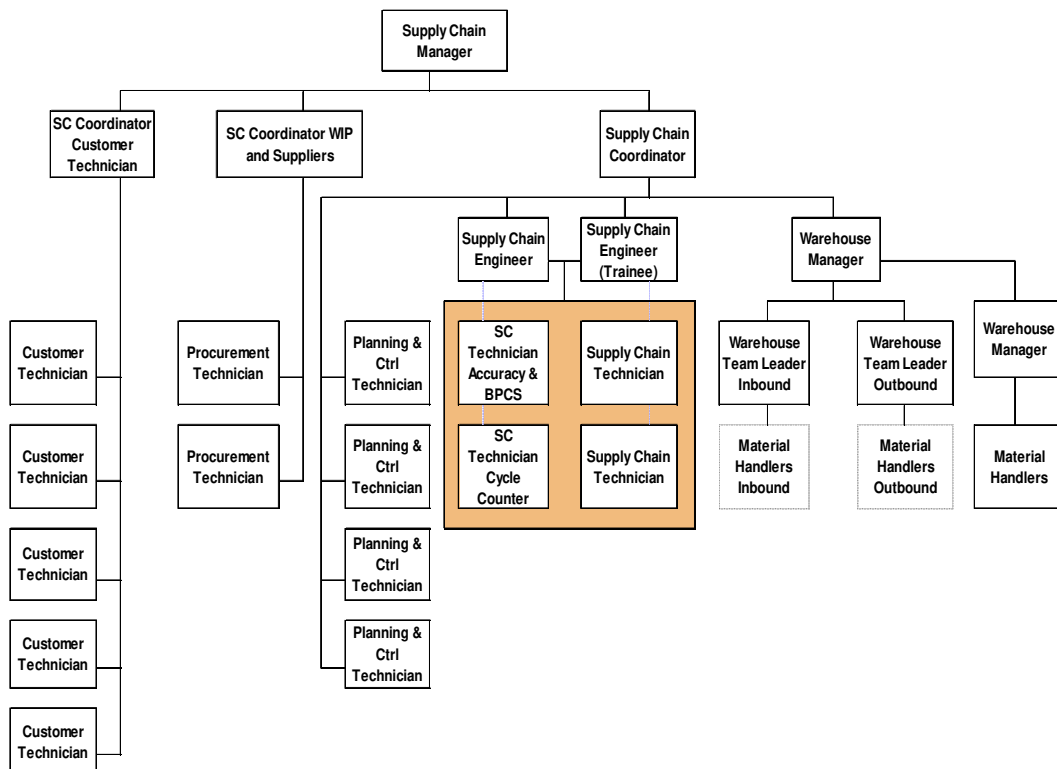 Supply Chain
Manager
SC Coordinator
Customer
Technician
SC Coordinator WIP
and Suppliers
Supply Chain
Coordinator
Supply Chain
Engineer
Supply Chain
Engineer
(Trainee)
Warehouse
Manager
Customer
Technician
Procurement
Technician
Planning &
Ctrl
Technician
SC
Technician
Accuracy &
BPCS
Supply Chain
Technician
Warehouse
Team Leader
Inbound
Warehouse
Team Leader
Outbound
Warehouse
Manager
Customer
Technician
Procurement
Technician
Planning &
Ctrl
Technician
SC
Technician
Cycle
Counter
Supply Chain
Technician
Material
Handlers
Inbound
Material
Handlers
Outbound
Material
Handlers
Customer
Technician
Planning &
Ctrl
Technician
Customer
Technician
Planning &
Ctrl
Technician
Customer
Technician